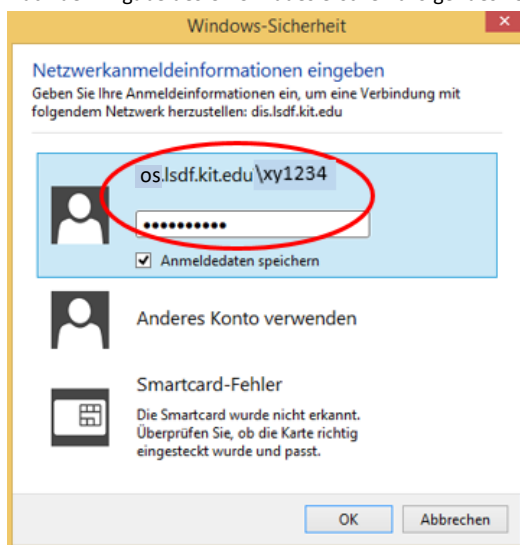 Windows-Sicherheit
Netzwerkanmeldeinformationen eingeben
Geben Sie Ihre Anmeldeinformationen ein, um eine Verbindung mit
folgendem Netzwerk herzustellen: dis.lsdf.kit.edu
os.lsdf.kit.edu\xy1234
••••••••••
Anmeldedaten speichern
Anderes Konto verwenden
Smartcard-Fehler
Die Smartcard wurde nicht erkannt.
Überprüfen Sie, ob die Karte richtig
eingesteckt wurde und passt.
OK
Abbrechen